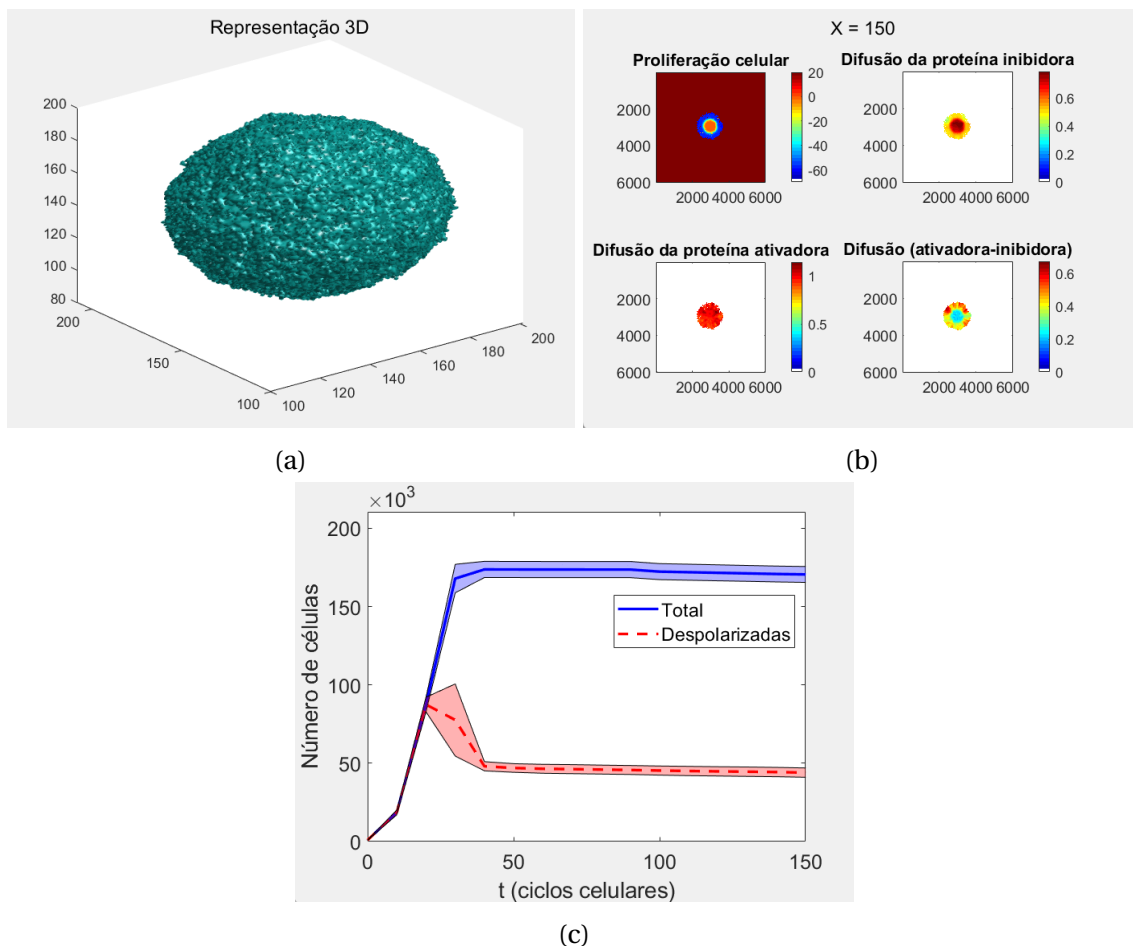 Representação 3D
200
180
160
140
120
100
80
200
150
100
100
120
140
160
180
200
(a)
X = 150
Proliferação celular
2000
4000
6000
2000 4000 6000
20
0
-20
-40
-60
Difusão da proteína inibidora
2000
4000
6000
2000 4000 6000
0.6
0.4
0.2
0
Difusão da proteína ativadora
2000
4000
6000
2000 4000 6000
1
0.5
0
Difusão (ativadora-inibidora)
2000
4000
6000
2000 4000 6000
0.6
0.4
0.2
0
(b)
×10³
200
150
100
50
0
Número de células
Total
Despolarizadas
0 50 100 150
t (ciclos celulares)
(c)